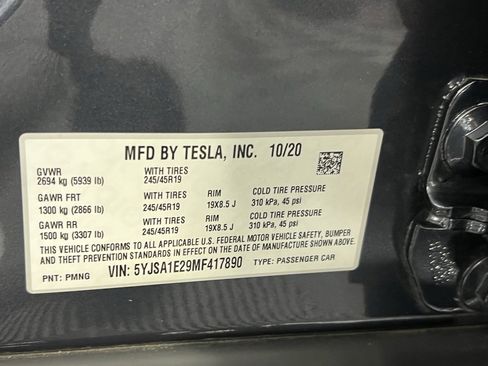 MFD BY TESLA, INC. 10/20
GVWR WITH TIRES
2694 kg (5939 lb) 245/45R19
GAWR FRT WITH TIRES RIM COLD TIRE PRESSURE
1300 kg (2866 lb) 245/45R19 19X8.5 J 310 kPa, 45 psi
GAWR RR WITH TIRES RIM COLD TIRE PRESSURE
1500 kg (3307 lb) 245/45R19 19X8.5 J 310 kPa, 45 psi
THIS VEHICLE CONFORMS TO ALL APPLICABLE U.S. FEDERAL MOTOR VEHICLE SAFETY, BUMPER
AND THEFT PREVENTION STANDARDS IN EFFECT ON THE DATE OF MANUFACTURE SHOWN ABOVE.
PNT: PMNG VIN: 5YJSA1E29MF417890 TYPE: PASSENGER CAR